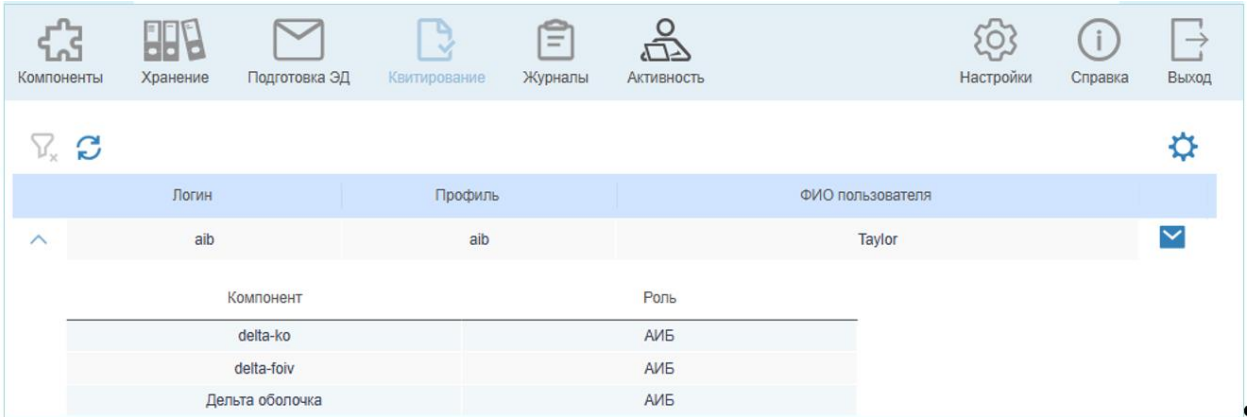 Компоненты Хранение Подготовка ЭД Квитирование Журналы Активность Настройки Справка Выход
Логин Профиль ФИО пользователя
aib aib Taylor
Компонент Роль
delta-ko АИБ
delta-foiv АИБ
Дельта оболочка АИБ